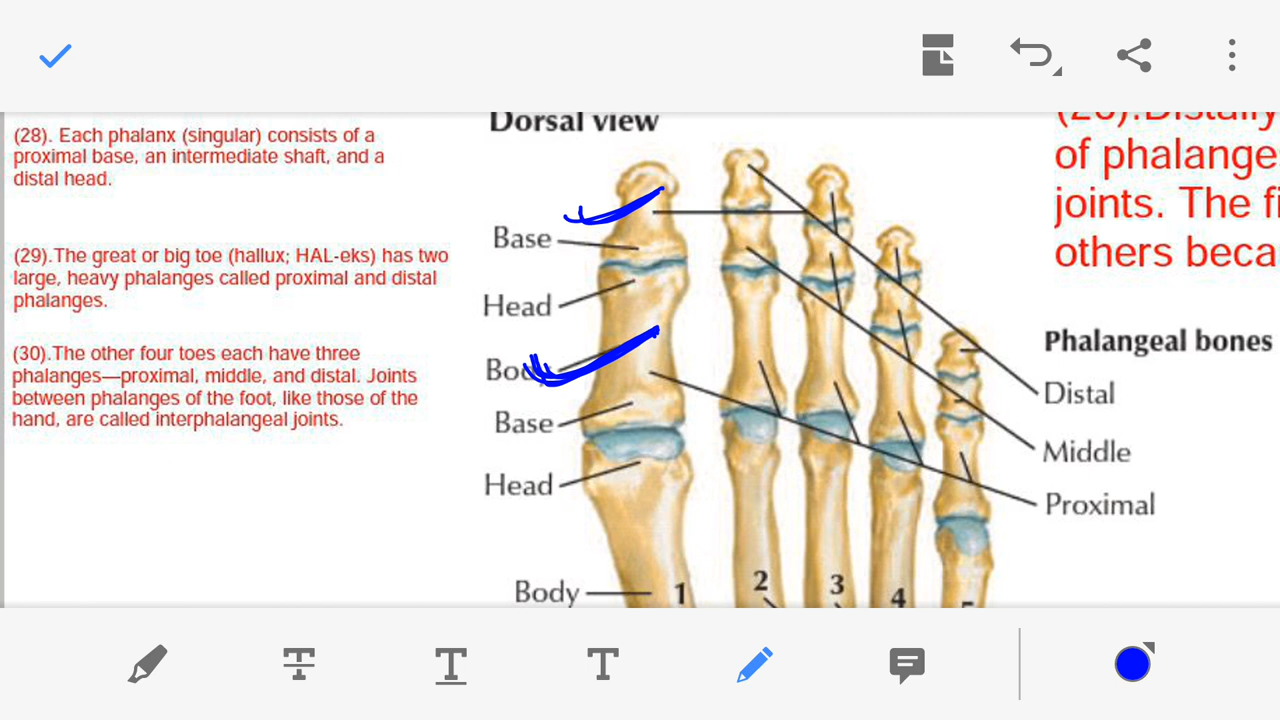 (28). Each phalanx (singular) consists of a
proximal base, an intermediate shaft, and a
distal head.
(29).The great or big toe (hallux; HAL-eks) has two
large, heavy phalanges called proximal and distal
phalanges.
(30).The other four toes each have three
phalanges—proximal, middle, and distal. Joints
between phalanges of the foot, like those of the
hand, are called interphalangeal joints.
Dorsal view
Base
Head
Body
Base
Head
Body
1
2
3
4
of phalange
joints. The fi
others beca
Phalangeal bones
Distal
Middle
Proximal
T
T
T